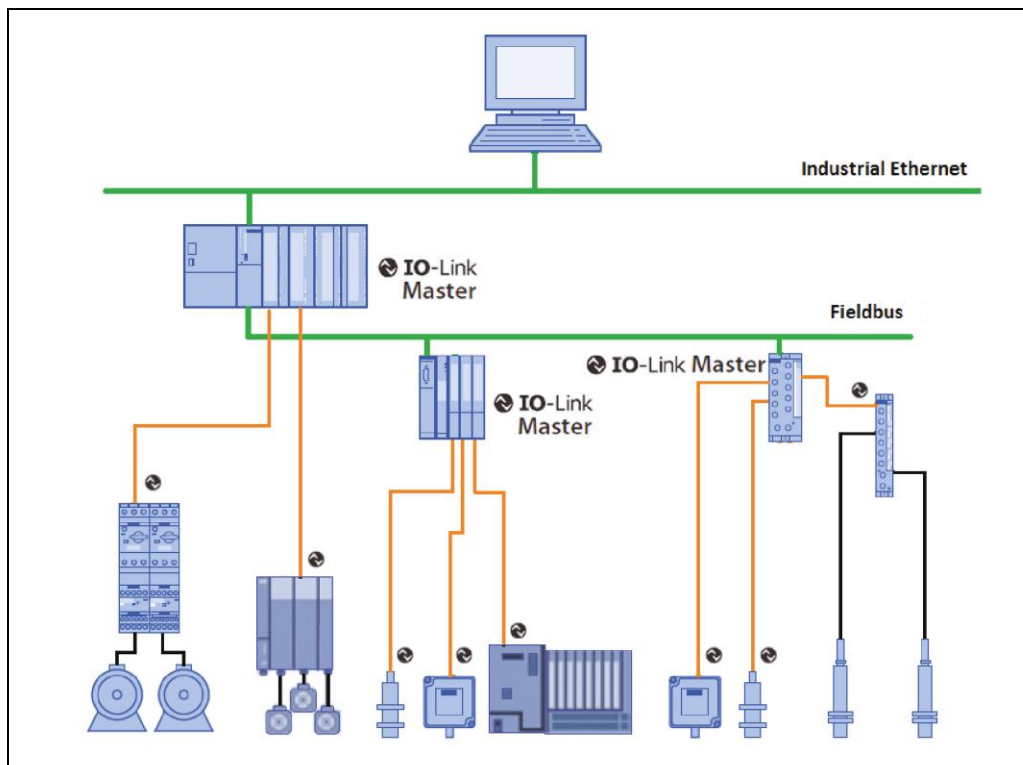 Industrial Ethernet
IO-Link
Master
Fieldbus
IO-Link Master
IO-Link
Master